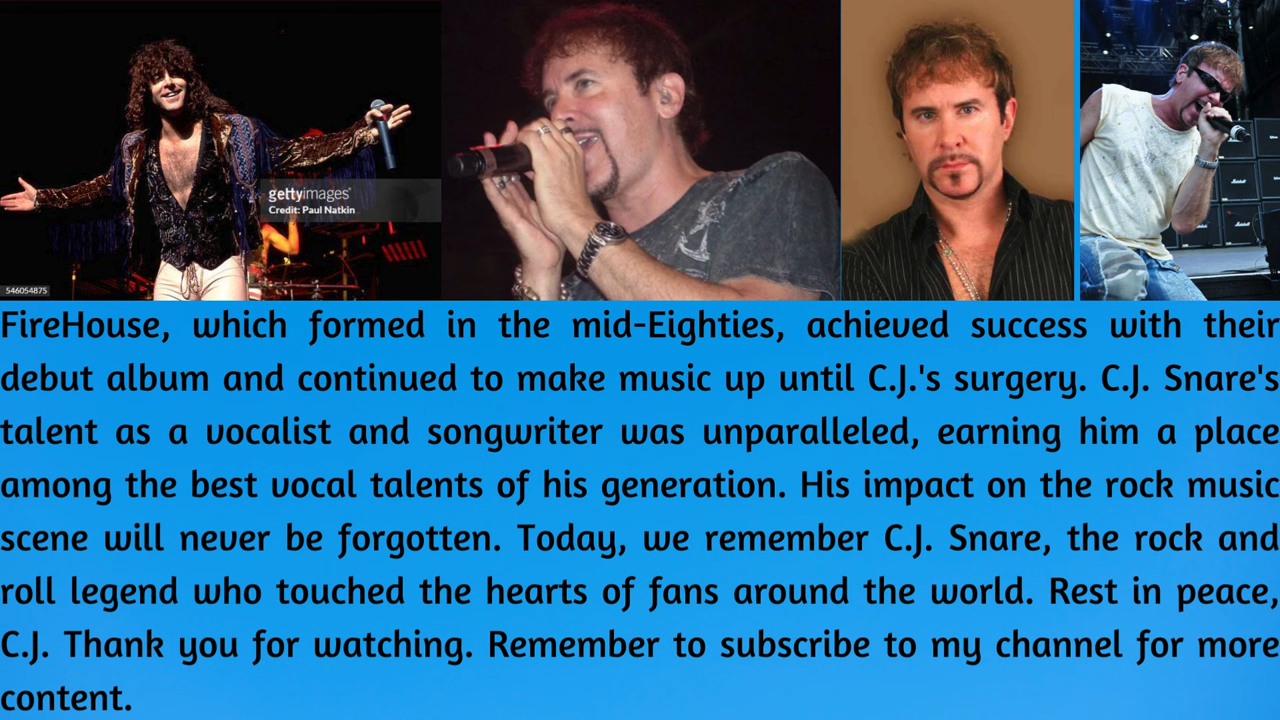 gettyimages®
Credit: Paul Natkin
546054875
Marshall
Marshall
FireHouse, which formed in the mid-Eighties, achieved success with their
debut album and continued to make music up until C.J.'s surgery. C.J. Snare's
talent as a vocalist and songwriter was unparalleled, earning him a place
among the best vocal talents of his generation. His impact on the rock music
scene will never be forgotten. Today, we remember C.J. Snare, the rock and
roll legend who touched the hearts of fans around the world. Rest in peace,
C.J. Thank you for watching. Remember to subscribe to my channel for more
content.